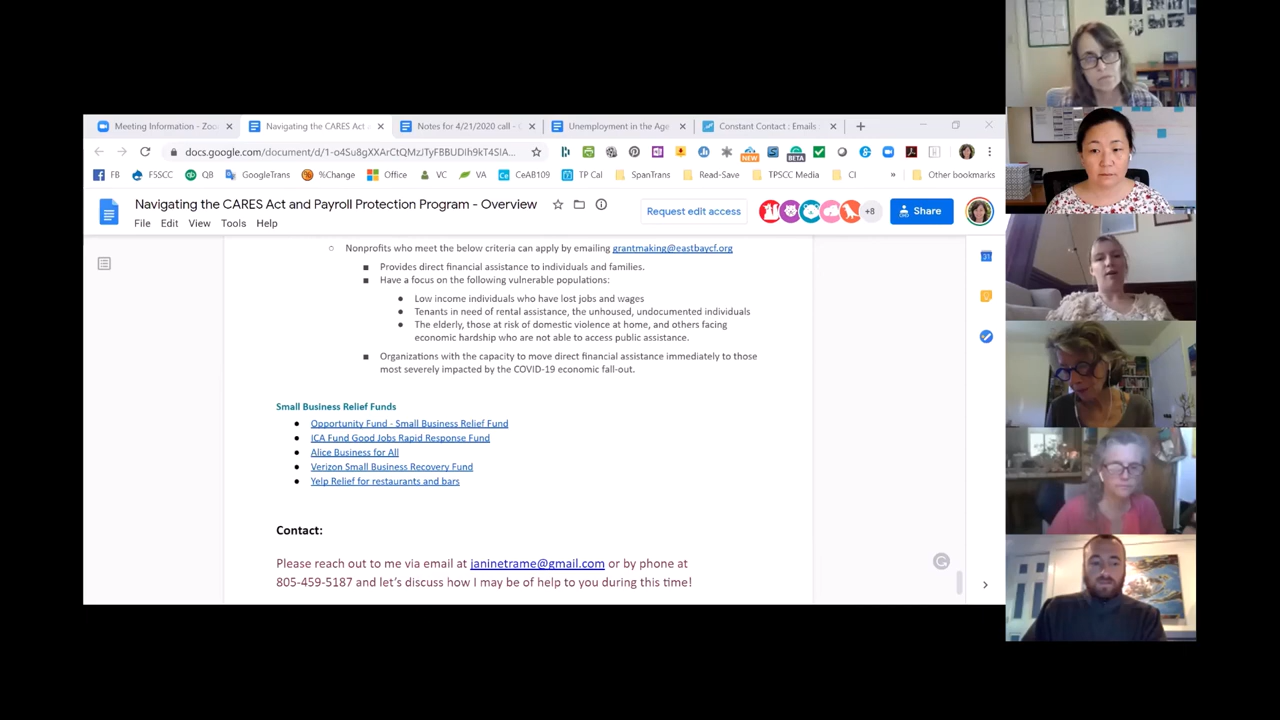 Meeting Information - Zoo
Navigating the CARES Act
Notes for 4/21/2020 call - G
Unemployment in the Age
Constant Contact : Emails
docs.google.com/document/d/1-o4Su8gXXArCtQMzJTyFBBUDIh9kT4SIA...
NEW
BETA
FB
F5SCC
QB
GoogleTrans
%Change
Office
VC
VA
CeAB109
TP Cal
SpanTrans
Read-Save
TPSCC Media
CI
»
Other bookmarks
Navigating the CARES Act and Payroll Protection Program - Overview
Request edit access
+8
Share
File Edit View Tools Help
○ Nonprofits who meet the below criteria can apply by emailing grantmaking@eastbaycf.org
■ Provides direct financial assistance to individuals and families.
■ Have a focus on the following vulnerable populations:
● Low income individuals who have lost jobs and wages
● Tenants in need of rental assistance, the unhoused, undocumented individuals
● The elderly, those at risk of domestic violence at home, and others facing
economic hardship who are not able to access public assistance.
■ Organizations with the capacity to move direct financial assistance immediately to those
most severely impacted by the COVID-19 economic fall-out.
Small Business Relief Funds
● Opportunity Fund - Small Business Relief Fund
● ICA Fund Good Jobs Rapid Response Fund
● Alice Business for All
● Verizon Small Business Recovery Fund
● Yelp Relief for restaurants and bars
Contact:
Please reach out to me via email at janinetrame@gmail.com or by phone at
805-459-5187 and let's discuss how I may be of help to you during this time!